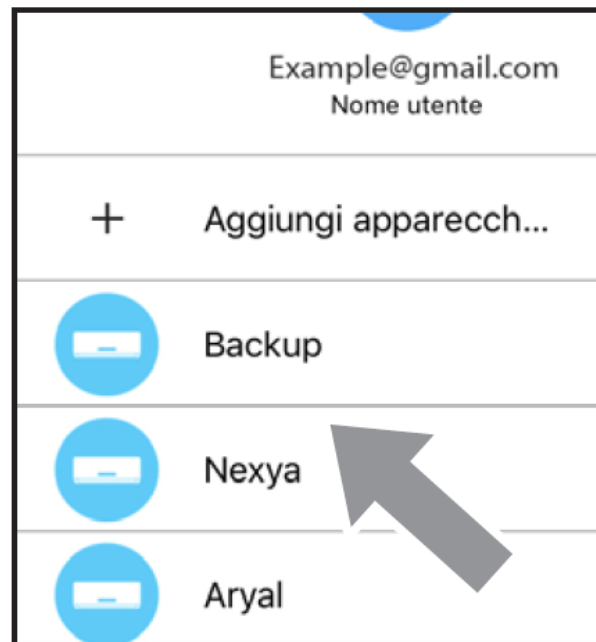 Example@gmail.com
Nome utente
+ Aggiungi apparecch...
Backup
Nexya
Aryal